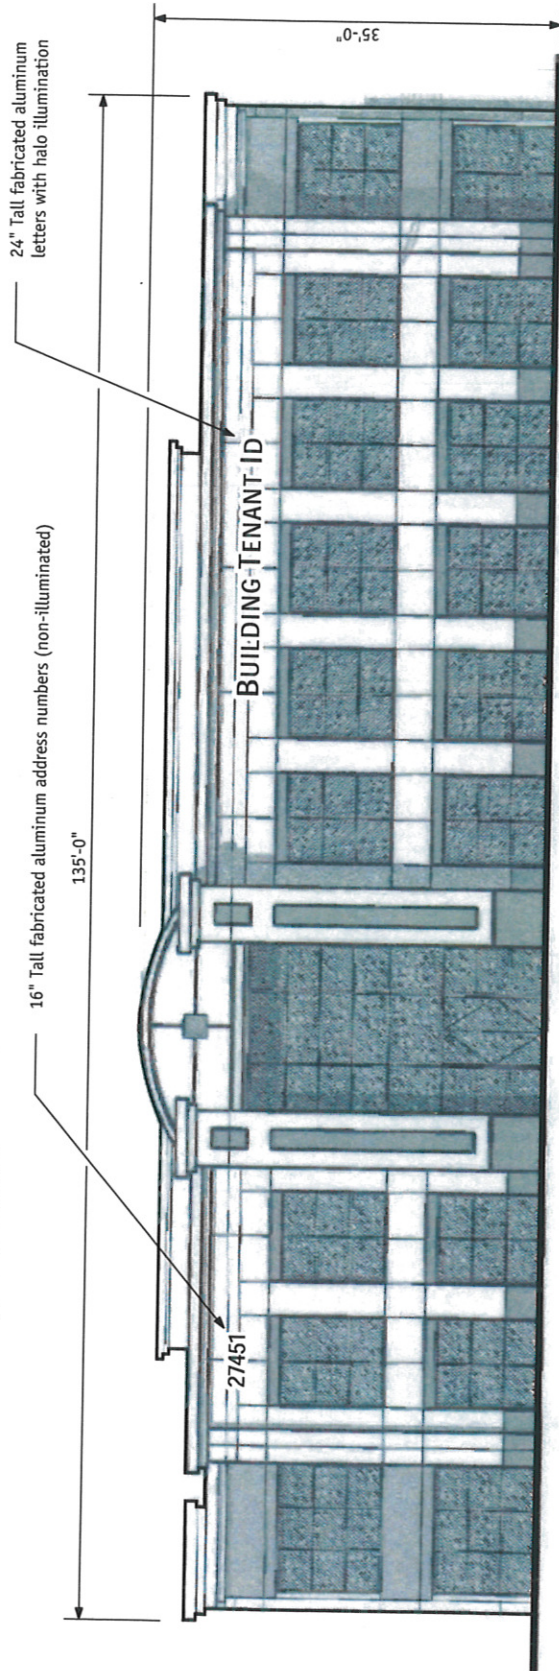 24" Tall fabricated aluminum
letters with halo illumination
16" Tall fabricated aluminum address numbers (non-illuminated)
135'-0"
35'-0"
BUILDING TENANT ID
27451